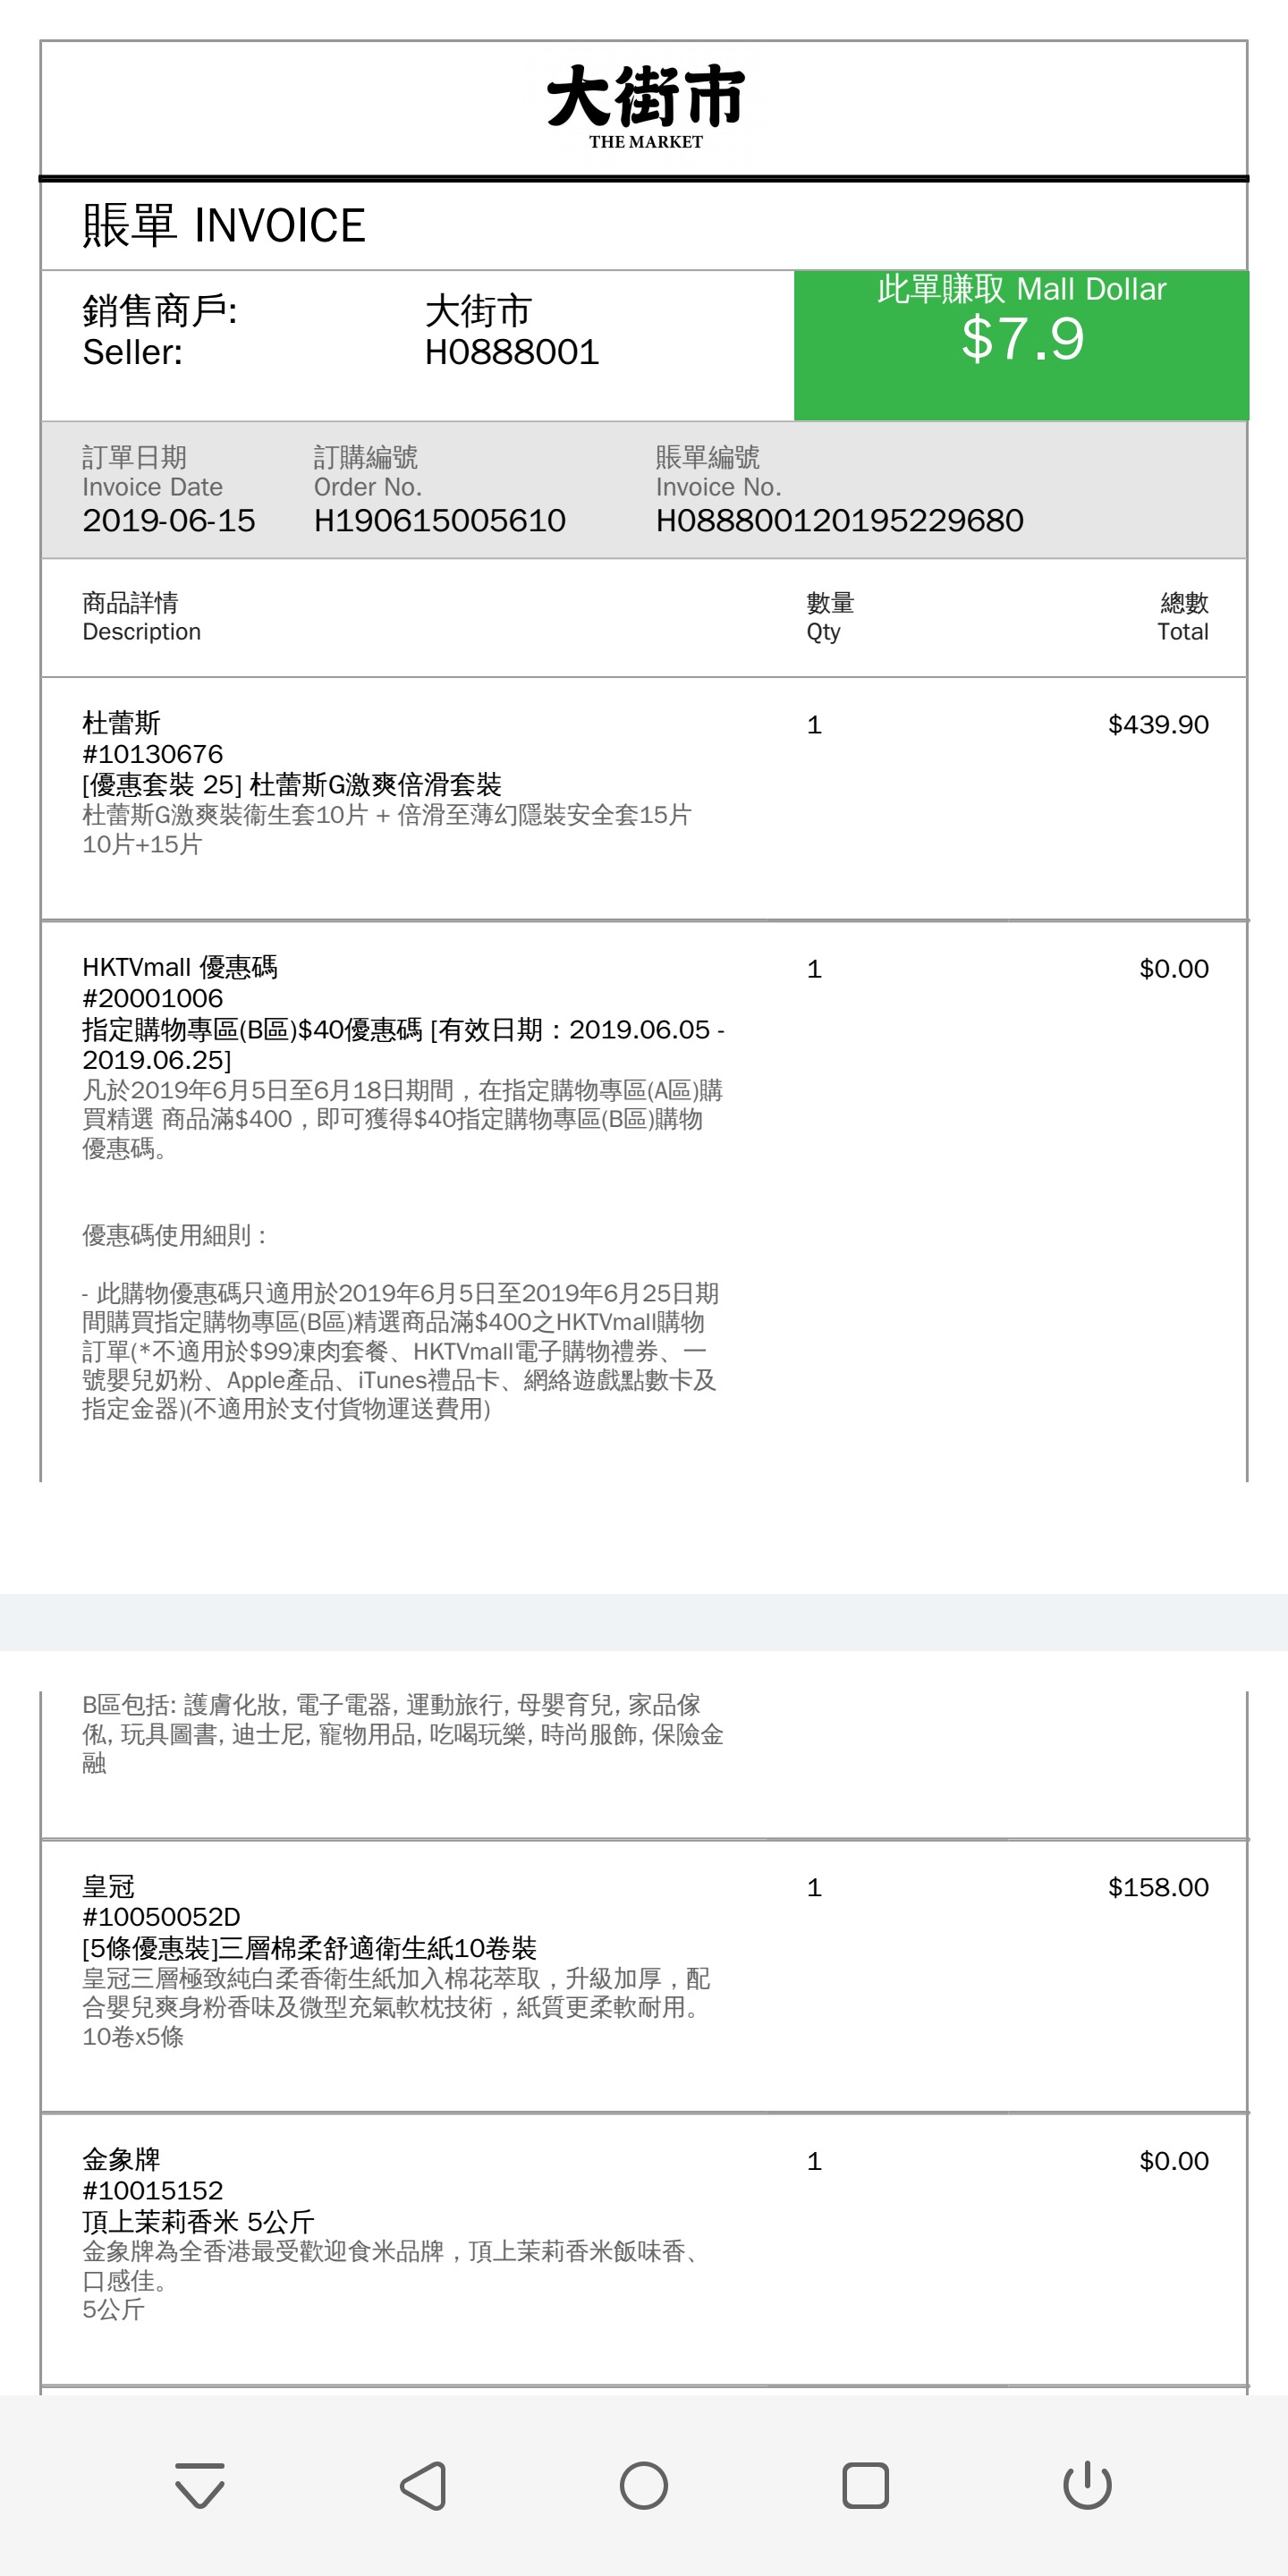 大街市
THE MARKET
賬單 INVOICE
銷售商戶:
Seller:
大街市
H0888001
此單賺取 Mall Dollar
$7.9
訂單日期
Invoice Date
2019-06-15
訂購編號
Order No.
H190615005610
賬單編號
Invoice No.
H088800120195229680
商品詳情
Description
數量
Qty
總數
Total
杜蕾斯
1
$439.90
#10130676
[優惠套裝 25] 杜蕾斯G激爽倍滑套裝
杜蕾斯G激爽裝衞生套10片 + 倍滑至薄幻隱裝安全套15片
10片+15片
HKTVmall 優惠碼
1
$0.00
#20001006
指定購物專區(B區)$40優惠碼 [有效日期：2019.06.05 -
2019.06.25]
凡於2019年6月5日至6月18日期間，在指定購物專區(A區)購
買精選 商品滿$400，即可獲得$40指定購物專區(B區)購物
優惠碼。
優惠碼使用細則：
- 此購物優惠碼只適用於2019年6月5日至2019年6月25日期
間購買指定購物專區(B區)精選商品滿$400之HKTVmall購物
訂單(*不適用於$99凍肉套餐、HKTVmall電子購物禮券、一
號嬰兒奶粉、Apple產品、iTunes禮品卡、網絡遊戲點數卡及
指定金器)(不適用於支付貨物運送費用)
B區包括: 護膚化妝, 電子電器, 運動旅行, 母嬰育兒, 家品傢
俬, 玩具圖書, 迪士尼, 寵物用品, 吃喝玩樂, 時尚服飾, 保險金
融
皇冠
1
$158.00
#10050052D
[5條優惠裝]三層棉柔舒適衛生紙10卷裝
皇冠三層極致純白柔香衛生紙加入棉花萃取，升級加厚，配
合嬰兒爽身粉香味及微型充氣軟枕技術，紙質更柔軟耐用。
10卷x5條
金象牌
1
$0.00
#10015152
頂上茉莉香米 5公斤
金象牌為全香港最受歡迎食米品牌，頂上茉莉香米飯味香、
口感佳。
5公斤